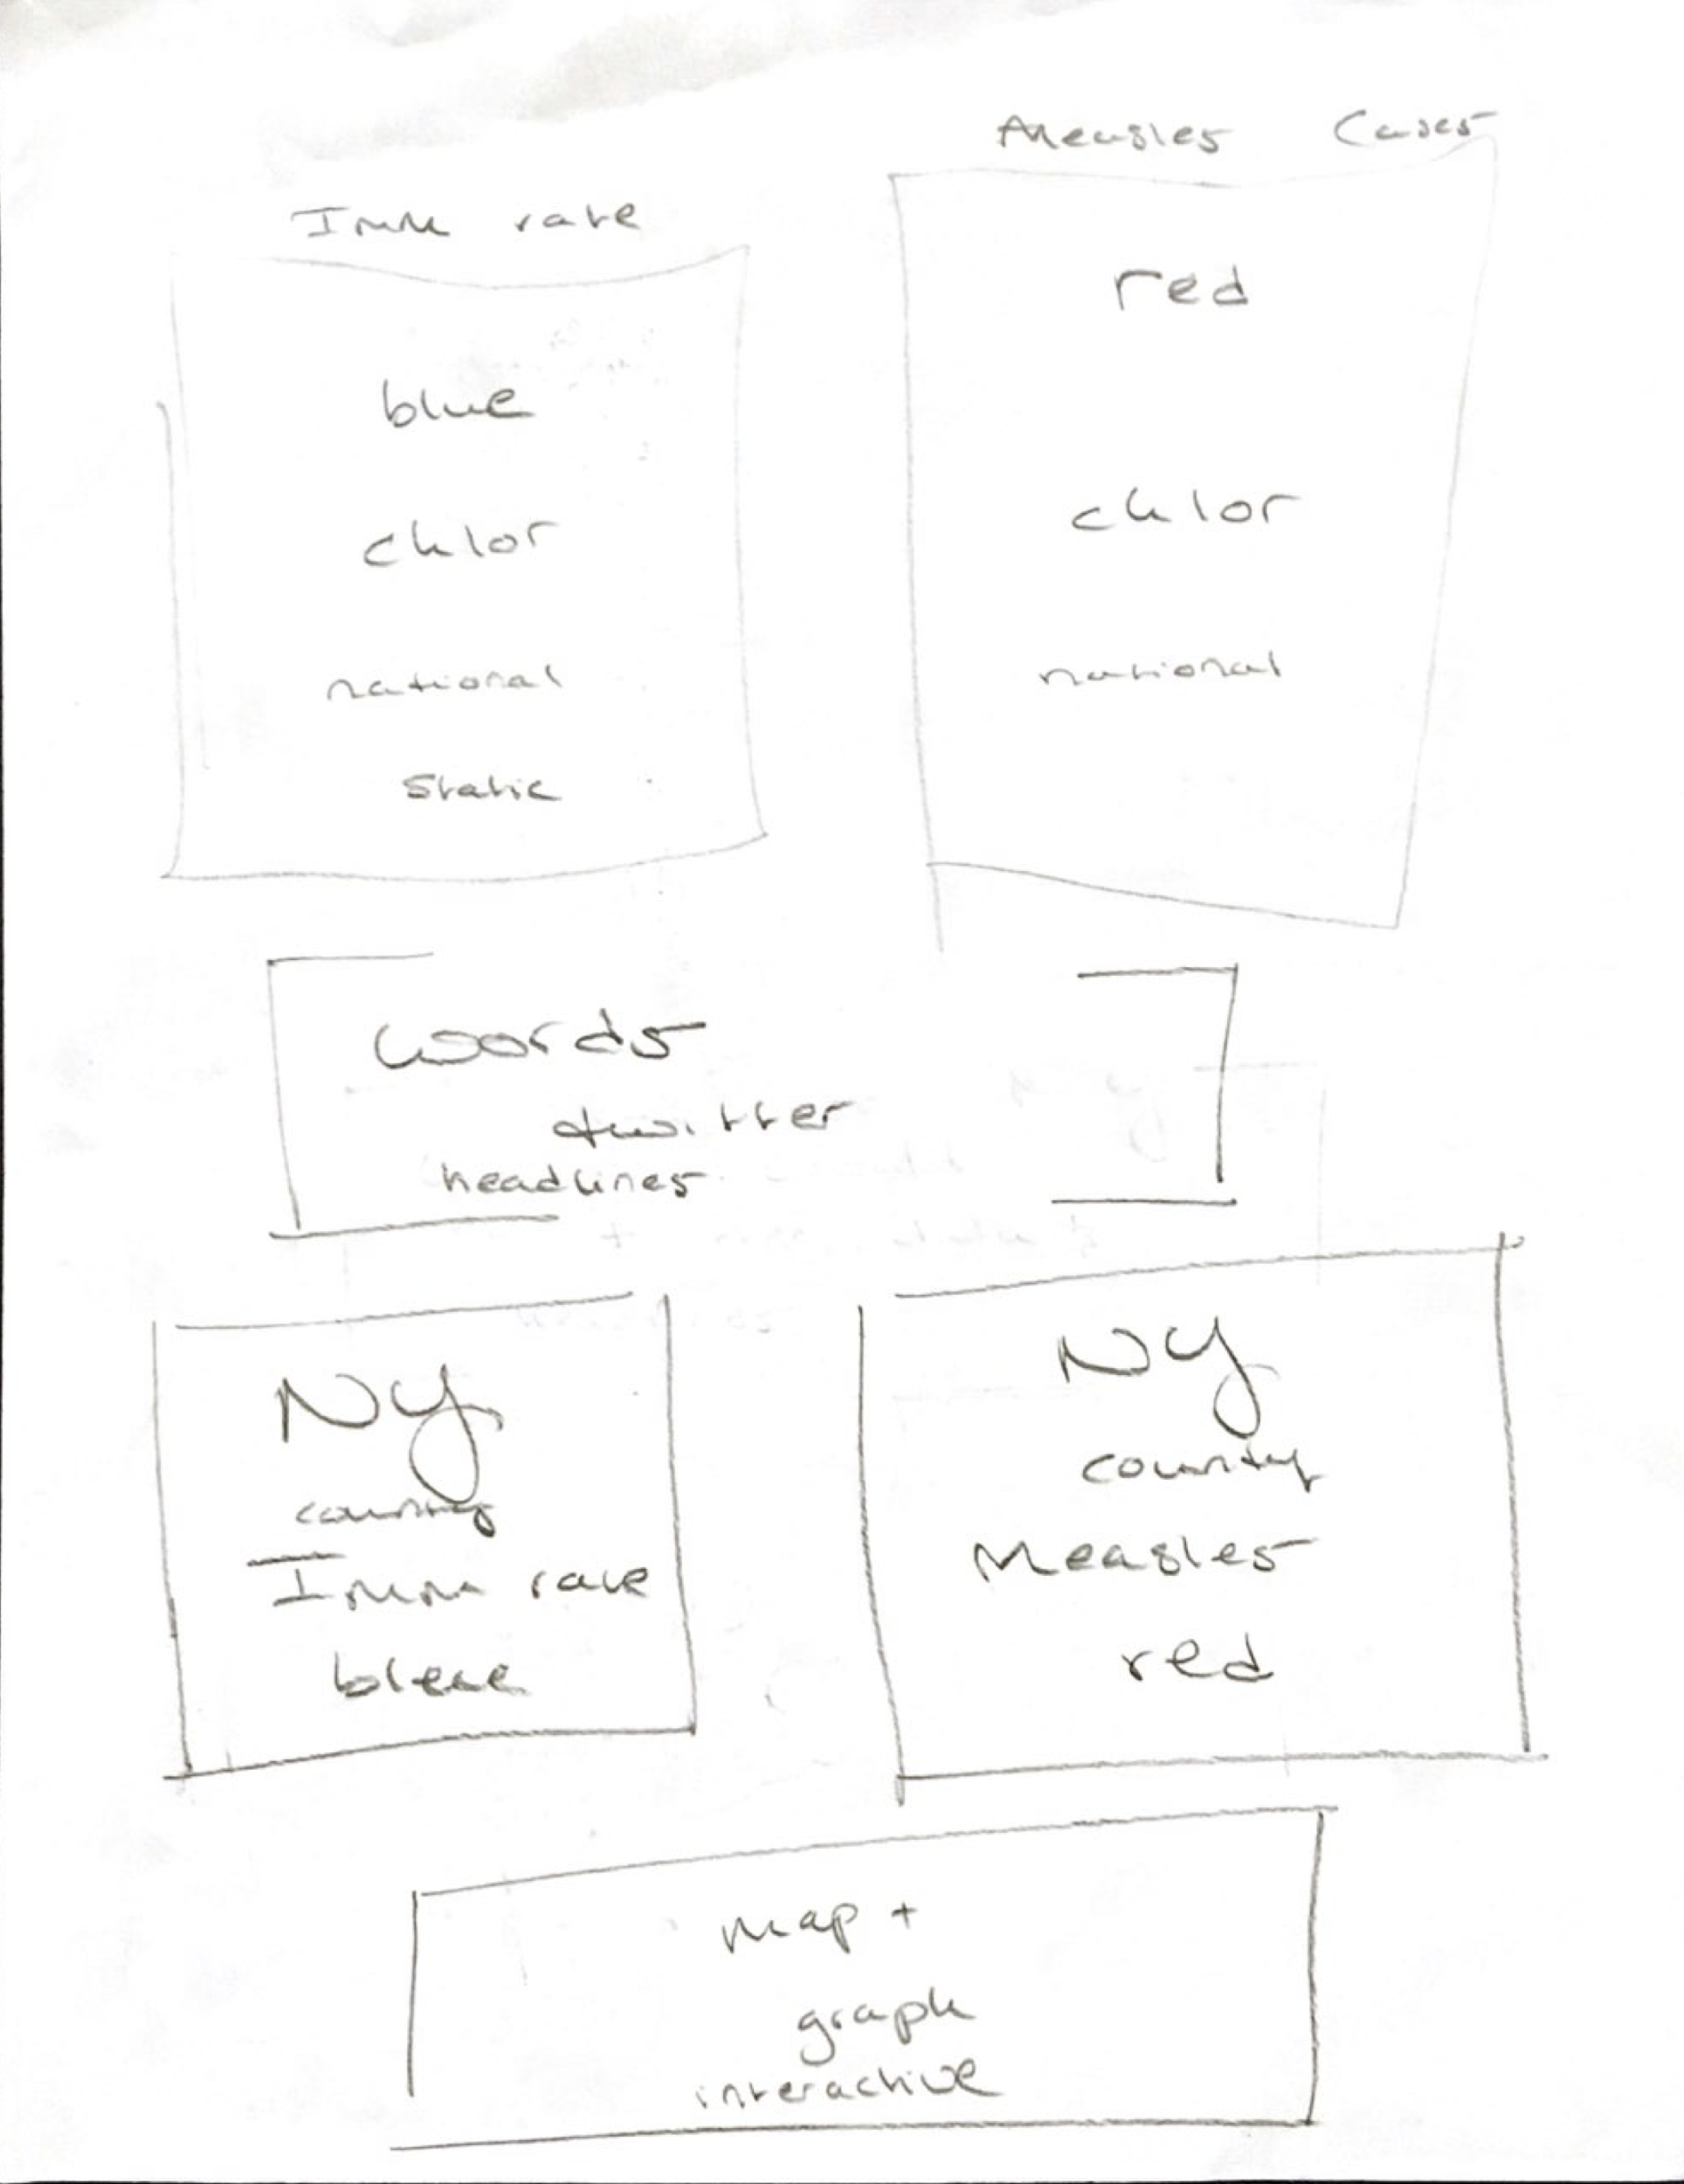 Measles Cases
Imm rate
red
blue
chlor
chlor
national
national
static
words
twitter
headlines
NY
county
Imm rate
blue
NY
county
Measles
red
map +
graph
interactive